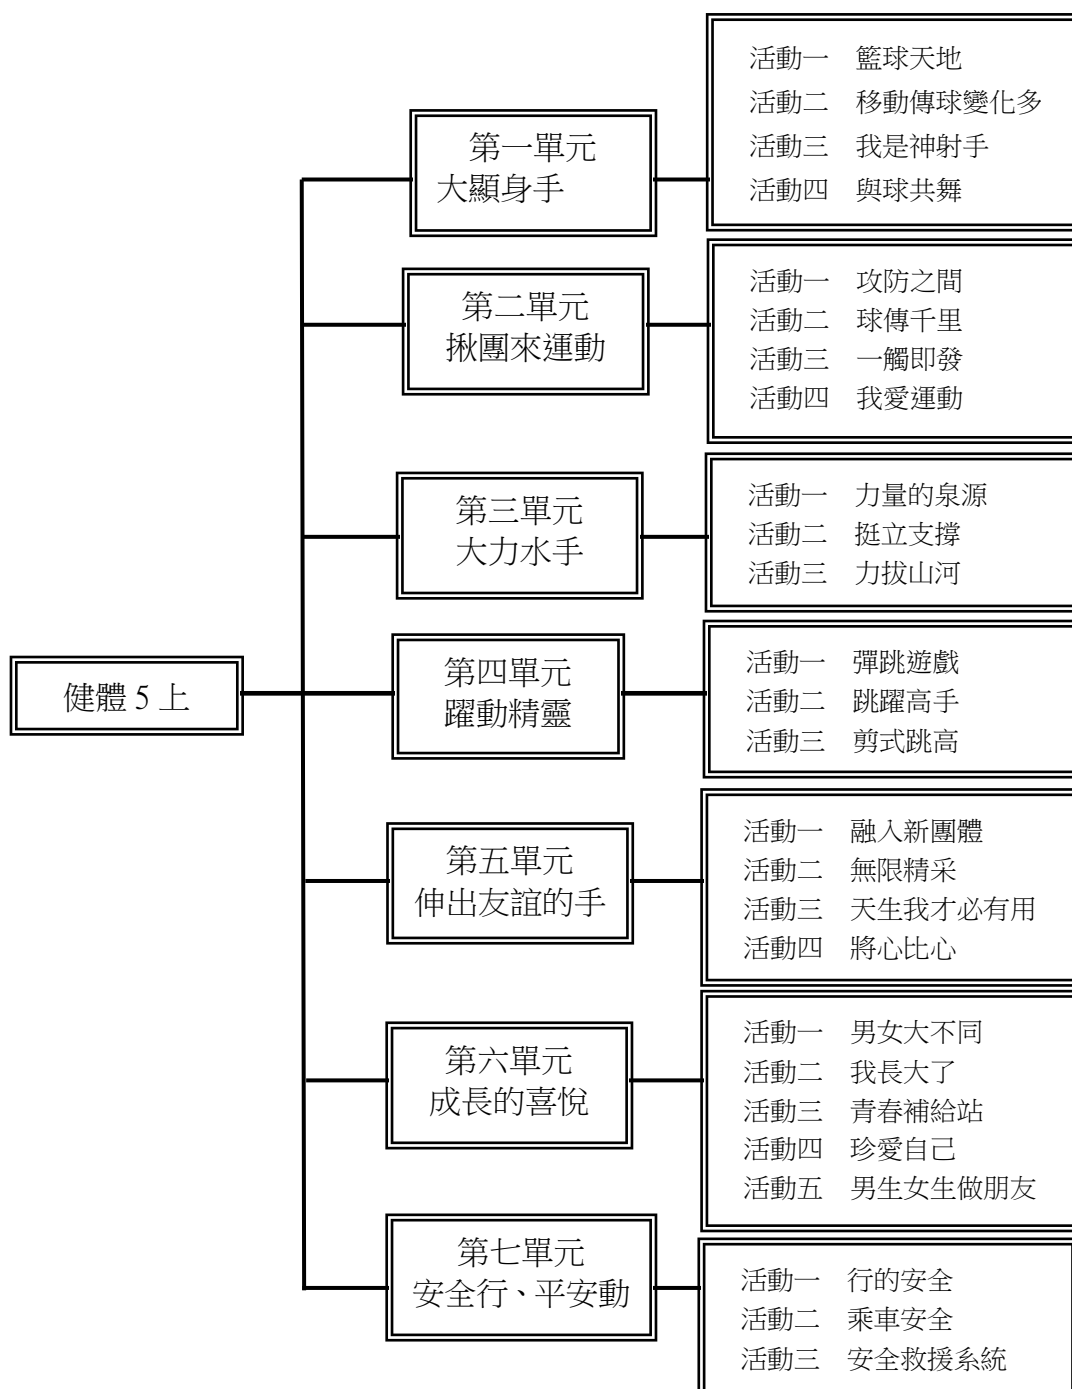 健體 5 上
第一單元
大顯身手
活動一　籃球天地
活動二　移動傳球變化多
活動三　我是神射手
活動四　與球共舞
第二單元
揪團來運動
活動一　攻防之間
活動二　球傳千里
活動三　一觸即發
活動四　我愛運動
第三單元
大力水手
活動一　力量的泉源
活動二　挺立支撐
活動三　力拔山河
第四單元
躍動精靈
活動一　彈跳遊戲
活動二　跳躍高手
活動三　剪式跳高
第五單元
伸出友誼的手
活動一　融入新團體
活動二　無限精采
活動三　天生我才必有用
活動四　將心比心
第六單元
成長的喜悅
活動一　男女大不同
活動二　我長大了
活動三　青春補給站
活動四　珍愛自己
活動五　男生女生做朋友
第七單元
安全行、平安動
活動一　行的安全
活動二　乘車安全
活動三　安全救援系統